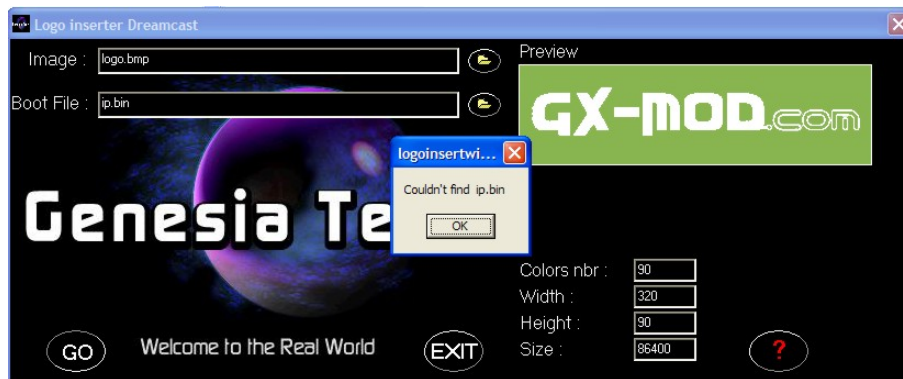 Logo inserter Dreamcast
Image : logo.bmp
Boot File : ip.bin
Preview
GX-MOD.com
logoinsertwi...
Couldn't find ip.bin
OK
Genesia Te
Colors nbr : 90
Width : 320
Height : 90
Size : 86400
GO
Welcome to the Real World
EXIT
?